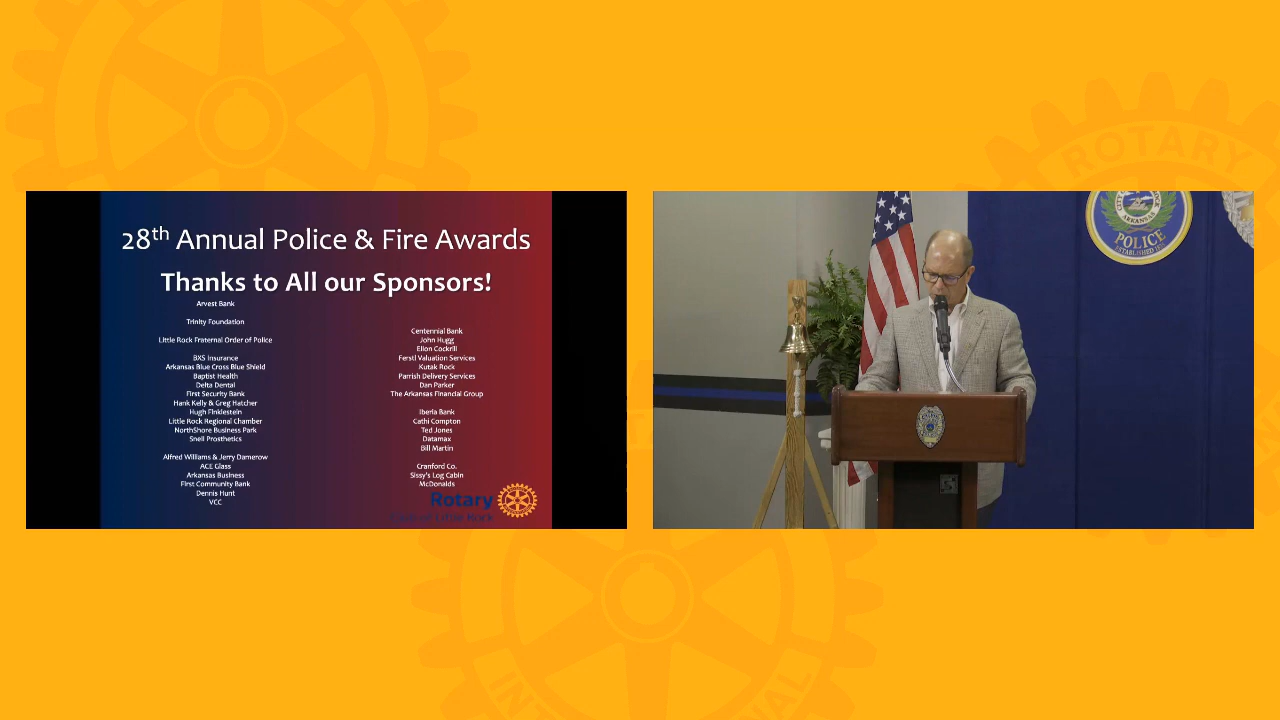 28th Annual Police & Fire Awards
Thanks to All our Sponsors!
Arvest Bank
Trinity Foundation
Little Rock Fraternal Order of Police
BXS Insurance
Arkansas Blue Cross Blue Shield
Baptist Health
Delta Dental
First Security Bank
Hank Kelly & Greg Hatcher
Hugh Finklestein
Little Rock Regional Chamber
NorthShore Business Park
Snell Prosthetics
Alfred Williams & Jerry Damerow
ACE Glass
Arkansas Business
First Community Bank
Dennis Hunt
VCC
Centennial Bank
John Hugg
Elion Cockrill
Ferstl Valuation Services
Kutak Rock
Parrish Delivery Services
Dan Parker
The Arkansas Financial Group
Iberia Bank
Cathi Compton
Ted Jones
Datamax
Bill Martin
Cranford Co.
Sissy's Log Cabin
McDonalds
Rotary
ROTARY
ARKANSAS
POLICE